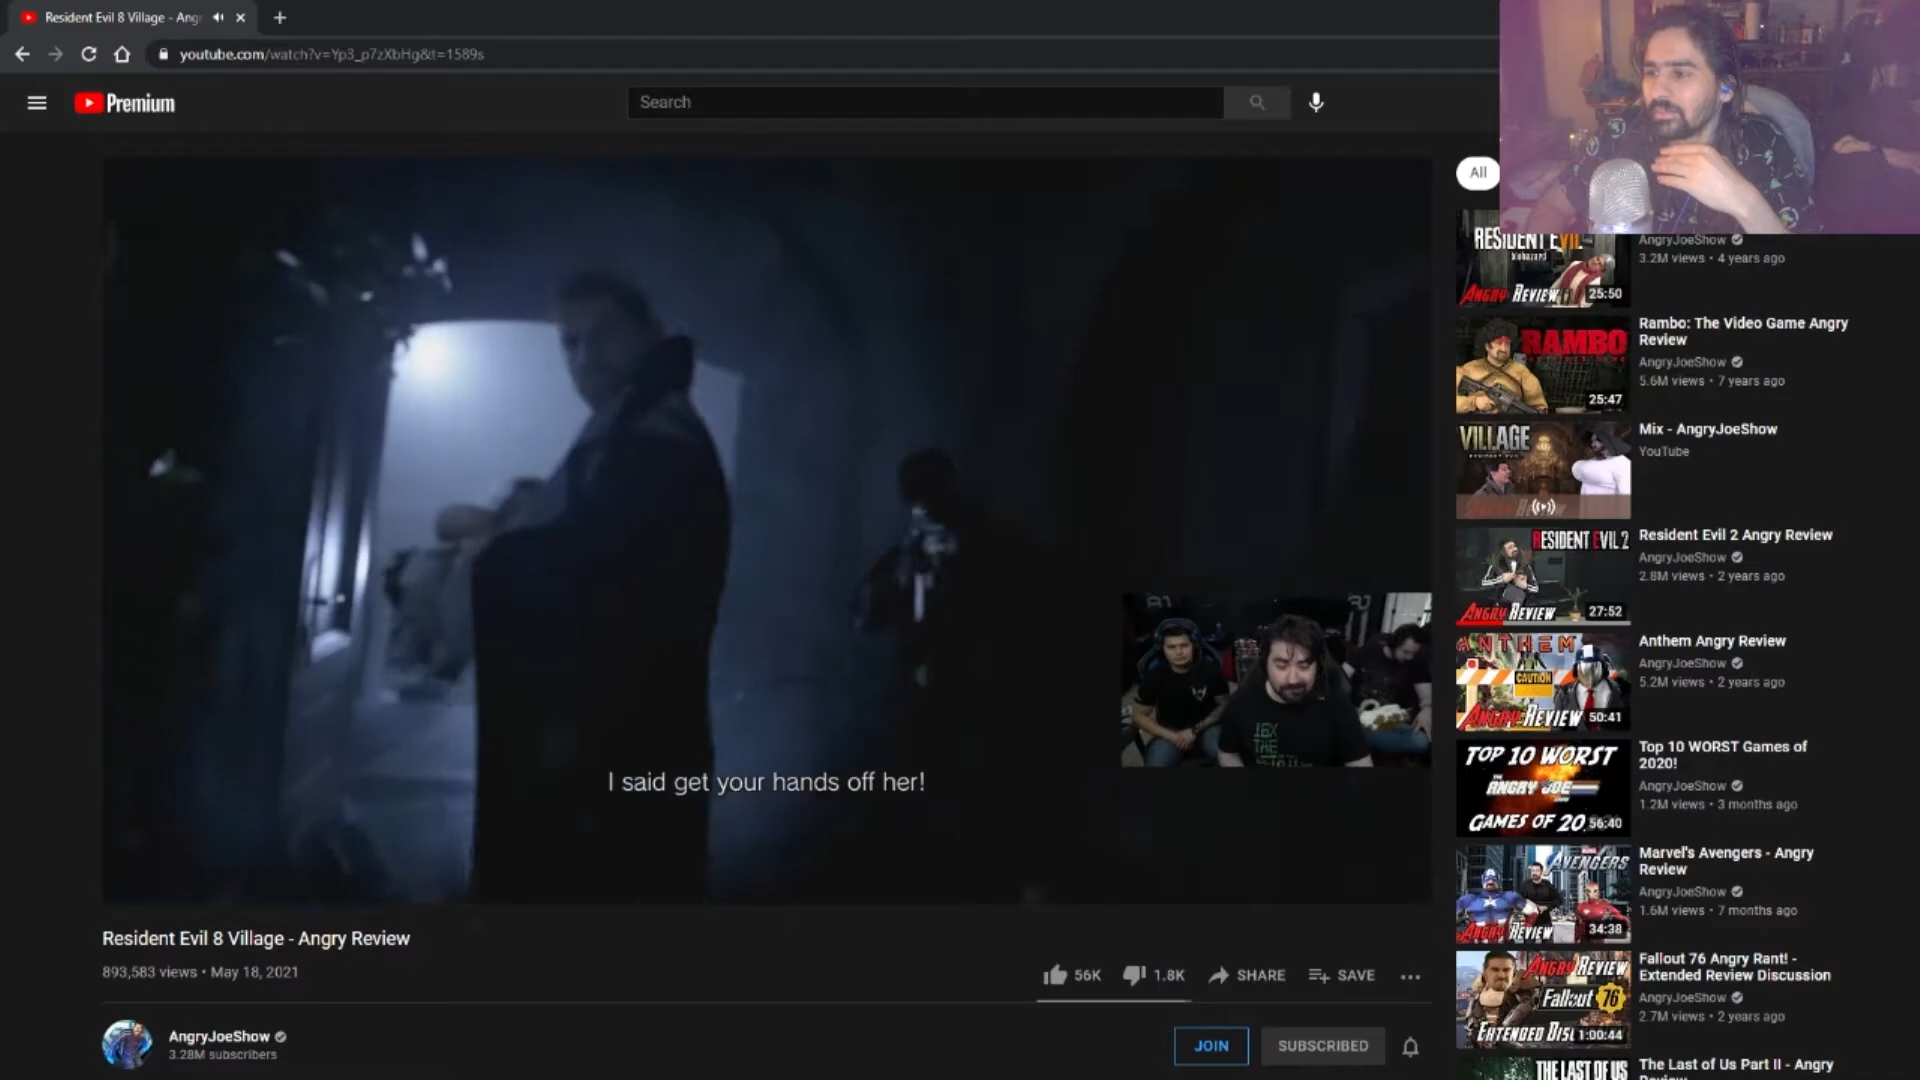 Resident Evil 8 Village - Ang
youtube.com/watch?v=Yp3_p7zXbHg&t=1589s
Premium
Search
I said get your hands off her!
Resident Evil 8 Village - Angry Review
893,583 views • May 18, 2021
56K
1.8K
SHARE
SAVE
AngryJoeShow
3.28M subscribers
JOIN
SUBSCRIBED
All
RESIDENT EVIL
biohazard
ANGRY REVIEW
25:50
AngryJoeShow
3.2M views • 4 years ago
RAMBO
25:47
Rambo: The Video Game Angry
Review
AngryJoeShow
5.6M views • 7 years ago
VILLAGE
Mix - AngryJoeShow
YouTube
RESIDENT EVIL 2
ANGRY REVIEW
27:52
Resident Evil 2 Angry Review
AngryJoeShow
2.8M views • 2 years ago
ANTHEM
CAUTION
ANGRY REVIEW
50:41
Anthem Angry Review
AngryJoeShow
5.2M views • 2 years ago
TOP 10 WORST
ANGRY JOE
GAMES OF 20
56:40
Top 10 WORST Games of
2020!
AngryJoeShow
1.2M views • 3 months ago
AVENGERS
ANGRY REVIEW
34:38
Marvel's Avengers - Angry
Review
AngryJoeShow
1.6M views • 7 months ago
ANGRY REVIEW
Fallout 76
EXTENDED DISC
1:00:44
Fallout 76 Angry Rant! -
Extended Review Discussion
AngryJoeShow
2.7M views • 2 years ago
THE LAST OF US
The Last of Us Part II - Angry
Review